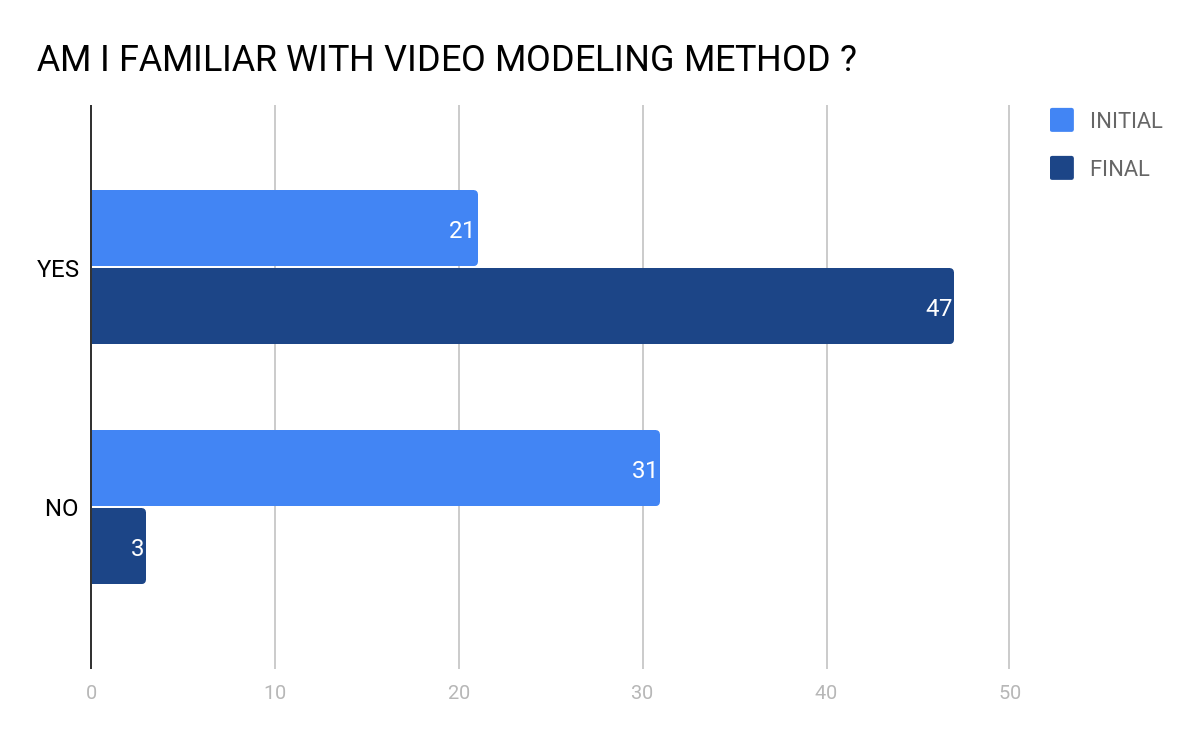 AM I FAMILIAR WITH VIDEO MODELING METHOD ?
INITIAL
FINAL
YES
21
47
NO
31
3
0 10 20 30 40 50